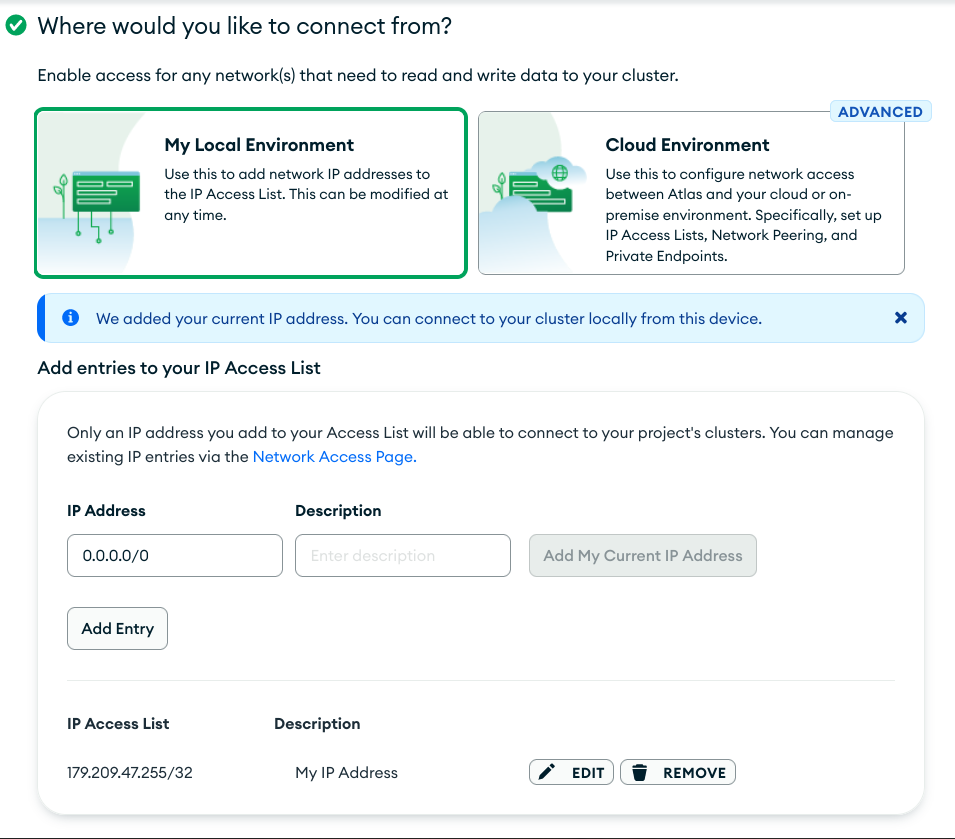 Where would you like to connect from?
Enable access for any network(s) that need to read and write data to your cluster.
ADVANCED
My Local Environment
Use this to add network IP addresses to
the IP Access List. This can be modified at
any time.
Cloud Environment
Use this to configure network access
between Atlas and your cloud or on-
premise environment. Specifically, set up
IP Access Lists, Network Peering, and
Private Endpoints.
We added your current IP address. You can connect to your cluster locally from this device.
Add entries to your IP Access List
Only an IP address you add to your Access List will be able to connect to your project's clusters. You can manage
existing IP entries via the Network Access Page.
IP Address Description
0.0.0.0/0 Enter description Add My Current IP Address
Add Entry
IP Access List Description
179.209.47.255/32 My IP Address EDIT REMOVE